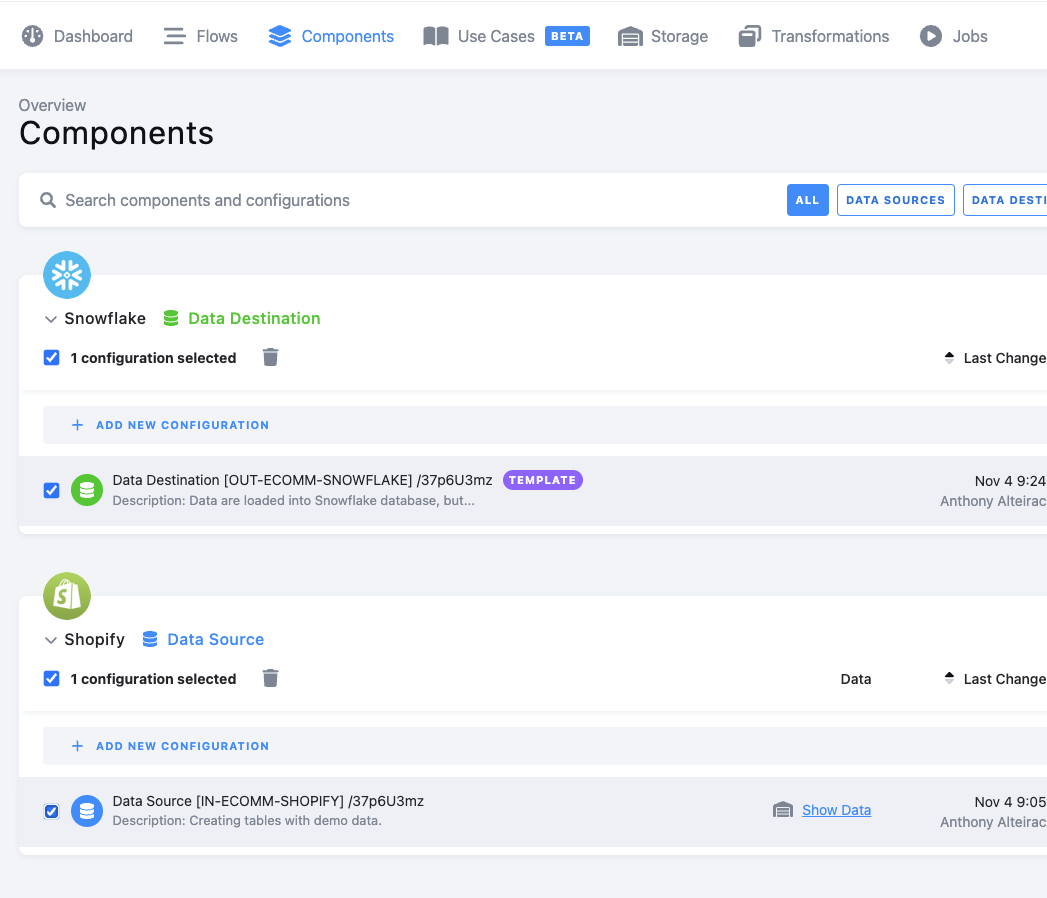 Dashboard Flows Components Use Cases BETA Storage Transformations Jobs
Overview
Components
Search components and configurations ALL DATA SOURCES DATA DESTI
Snowflake Data Destination
1 configuration selected Last Change
+ ADD NEW CONFIGURATION
Data Destination [OUT-ECOMM-SNOWFLAKE] /37p6U3mz TEMPLATE Nov 4 9:24
Description: Data are loaded into Snowflake database, but... Anthony Alteirac
Shopify Data Source
1 configuration selected Data Last Change
+ ADD NEW CONFIGURATION
Data Source [IN-ECOMM-SHOPIFY] /37p6U3mz Show Data Nov 4 9:05
Description: Creating tables with demo data. Anthony Alteirac